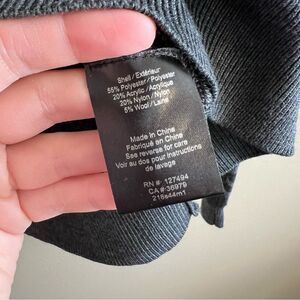 Shell / Extérieur
55% Polyester / Polyester
20% Acrylic / Acrylique
20% Nylon / Nylon
5% Wool / Laine
Made in China
Fabriqué en Chine
See reverse for care
Voir au dos pour instructions
de lavage
RN #: 127494
CA #:36979
218s44m1